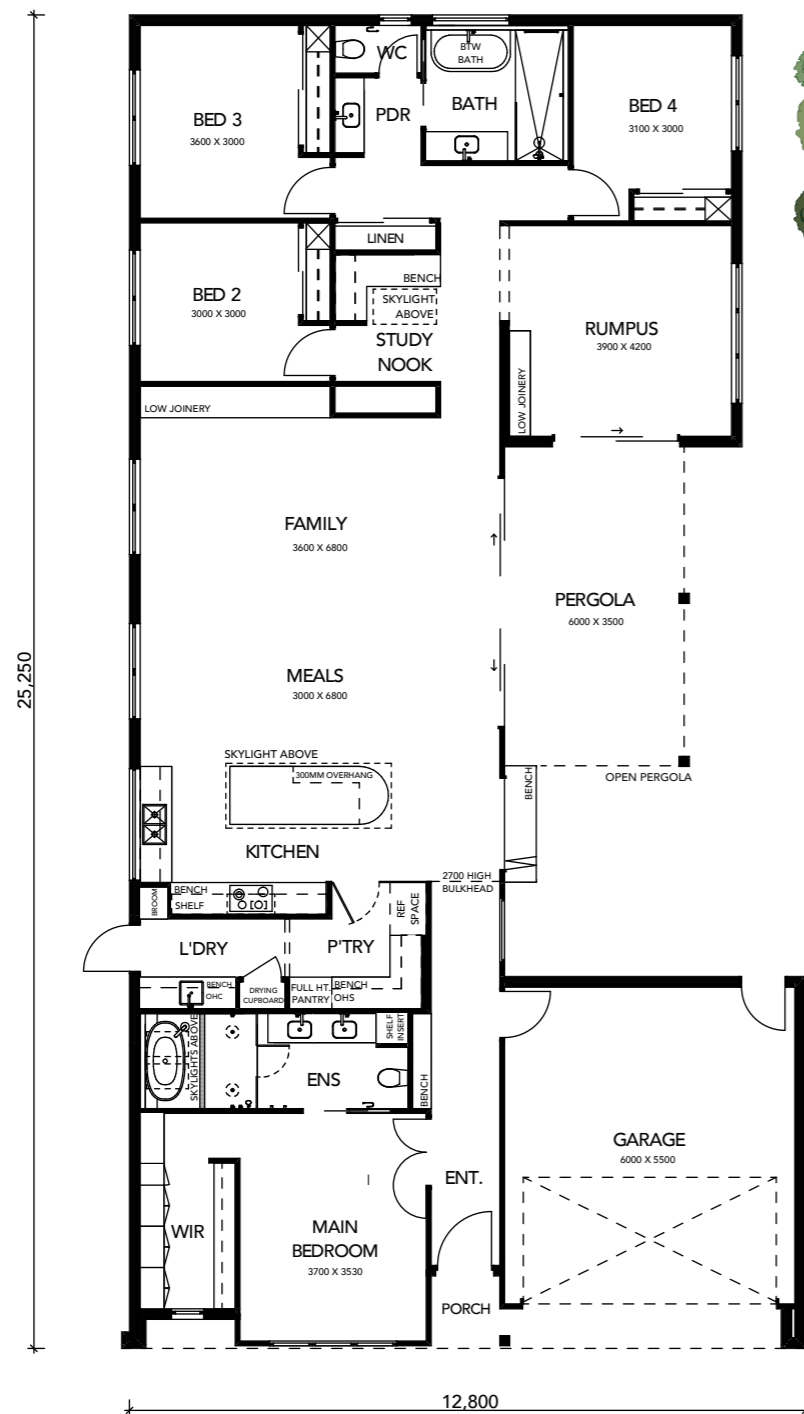 WC
BTW
BATH
BED 3
3600 X 3000
PDR
BATH
BED 4
3100 X 3000
LINEN
BENCH
BED 2
3000 X 3000
SKYLIGHT
ABOVE
STUDY
NOOK
RUMPUS
3900 X 4200
LOW JOINERY
LOW JOINERY
FAMILY
3600 X 6800
PERGOLA
6000 X 3500
25,250
MEALS
3000 X 6800
SKYLIGHT ABOVE
300MM OVERHANG
BENCH
OPEN PERGOLA
KITCHEN
2700 HIGH
BULKHEAD
BROOM
BENCH
SHELF
REF
SPACE
L'DRY
P'TRY
BENCH
OHC
DRYING
CUPBOARD
FULL HT.
PANTRY
BENCH
OHS
SKYLIGHTS ABOVE
SHELF
INSERT
ENS
BENCH
GARAGE
6000 X 5500
ENT.
WIR
MAIN
BEDROOM
3700 X 3530
PORCH
12,800